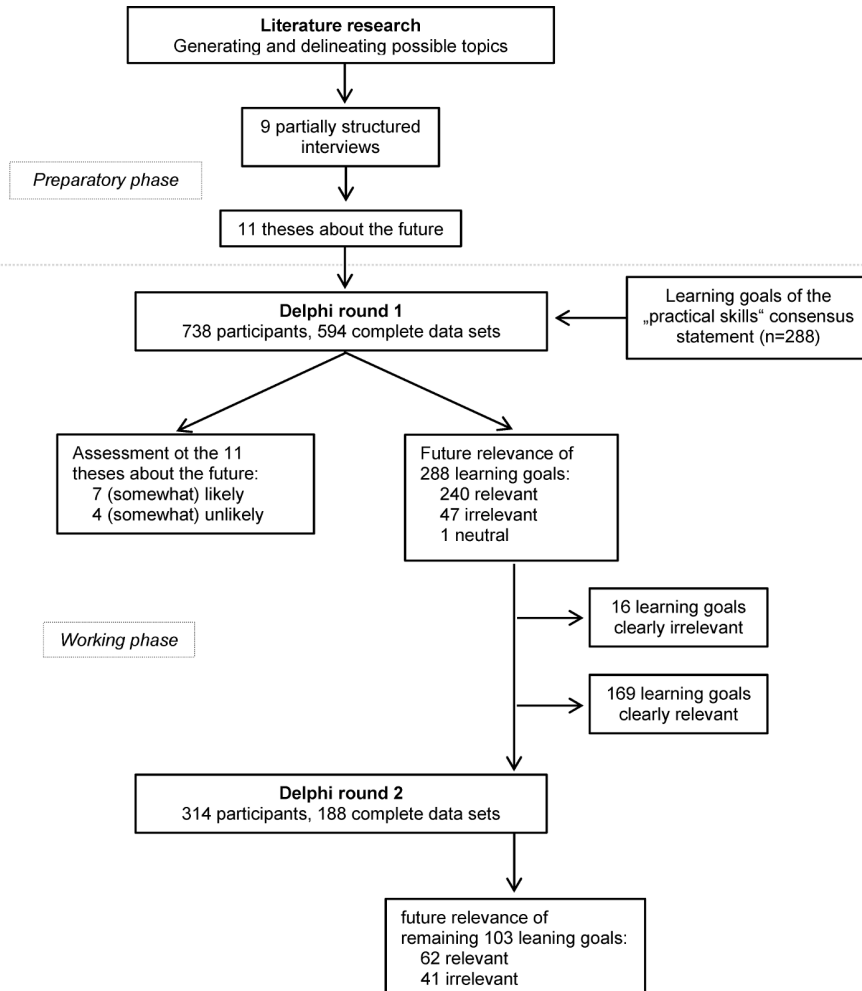 Literature research
Generating and delineating possible topics
9 partially structured
interviews
Preparatory phase
11 theses about the future
Delphi round 1
738 participants, 594 complete data sets
Learning goals of the
„practical skills“ consensus
statement (n=288)
Assessment ot the 11
theses about the future:
7 (somewhat) likely
4 (somewhat) unlikely
Future relevance of
288 learning goals:
240 relevant
47 irrelevant
1 neutral
16 learning goals
clearly irrelevant
Working phase
169 learning goals
clearly relevant
Delphi round 2
314 participants, 188 complete data sets
future relevance of
remaining 103 leaning goals:
62 relevant
41 irrelevant